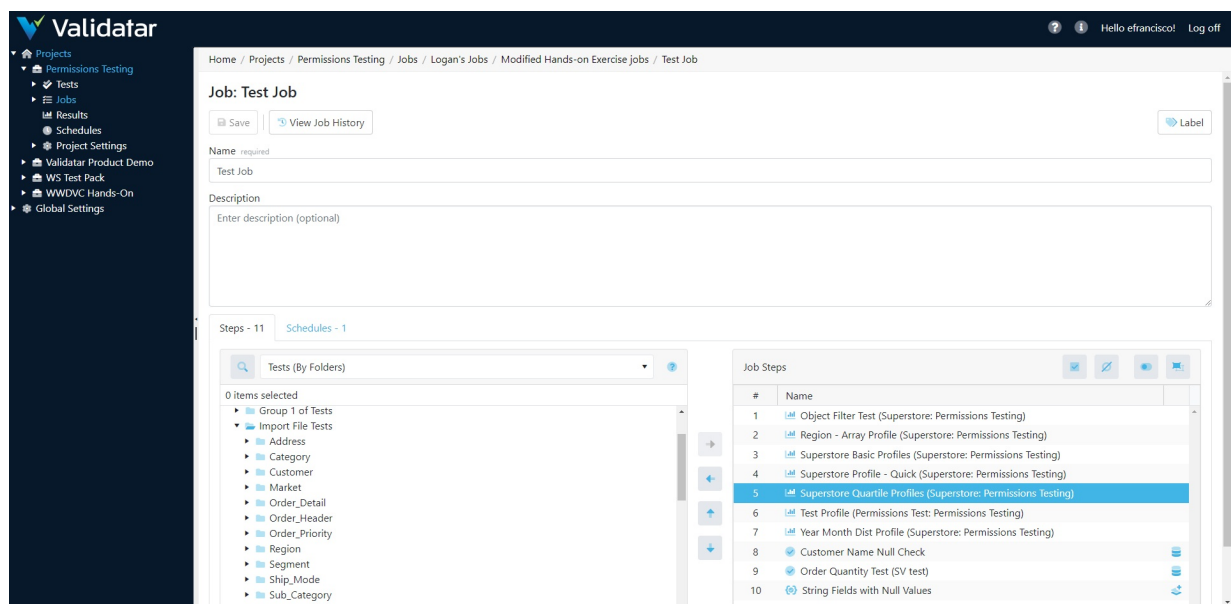 Validatar
Hello efrancisco! Log off
Projects
Permissions Testing
Tests
Jobs
Results
Schedules
Project Settings
Validatar Product Demo
WS Test Pack
WWDVC Hands-On
Global Settings
Home / Projects / Permissions Testing / Jobs / Logan's Jobs / Modified Hands-on Exercise jobs / Test Job
Job: Test Job
Save
View Job History
Label
Name required
Test Job
Description
Enter description (optional)
Steps - 11
Schedules - 1
Tests (By Folders)
0 items selected
Group 1 of Tests
Import File Tests
Address
Category
Customer
Market
Order_Detail
Order_Header
Order_Priority
Region
Segment
Ship_Mode
Sub_Category
Job Steps
# Name
1 Object Filter Test (Superstore: Permissions Testing)
2 Region - Array Profile (Superstore: Permissions Testing)
3 Superstore Basic Profiles (Superstore: Permissions Testing)
4 Superstore Profile - Quick (Superstore: Permissions Testing)
5 Superstore Quartile Profiles (Superstore: Permissions Testing)
6 Test Profile (Permissions Test: Permissions Testing)
7 Year Month Dist Profile (Superstore: Permissions Testing)
8 Customer Name Null Check
9 Order Quantity Test (SV test)
10 String Fields with Null Values